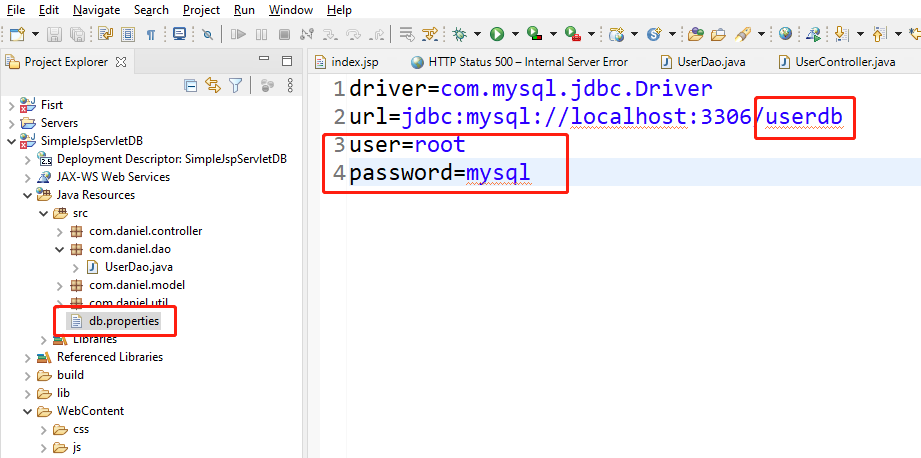 File Edit Navigate Search Project Run Window Help
Project Explorer
index.jsp HTTP Status 500 – Internal Server Error UserDao.java UserController.java
Fisrt
Servers
SimpleJspServletDB
Deployment Descriptor: SimpleJspServletDB
JAX-WS Web Services
Java Resources
src
com.daniel.controller
com.daniel.dao
UserDao.java
com.daniel.model
com.daniel.util
db.properties
Libraries
Referenced Libraries
build
lib
WebContent
css
js
1 driver=com.mysql.jdbc.Driver
2 url=jdbc:mysql://localhost:3306/userdb
3 user=root
4 password=mysql